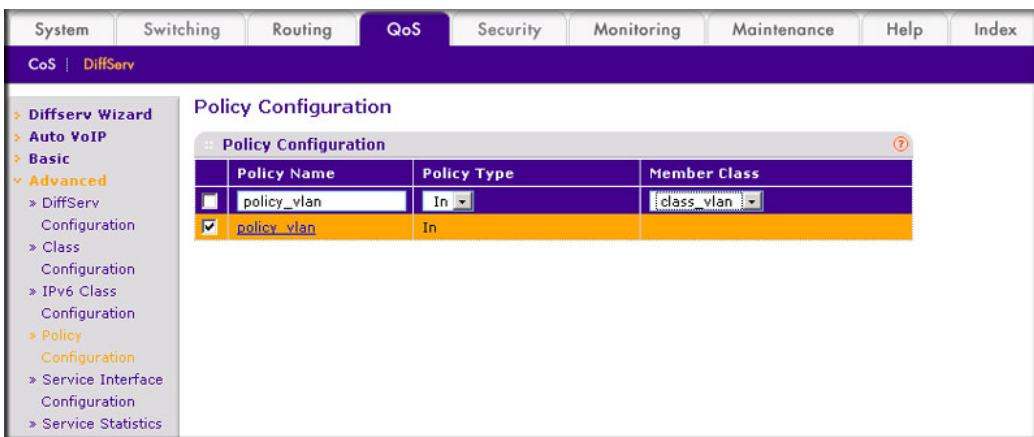 System Switching Routing QoS Security Monitoring Maintenance Help Index
CoS | DiffServ
Diffserv Wizard
Auto VoIP
Basic
Advanced
» DiffServ
Configuration
» Class
Configuration
» IPv6 Class
Configuration
» Policy
Configuration
» Service Interface
Configuration
» Service Statistics
Policy Configuration
Policy Configuration ?
Policy Name Policy Type Member Class
policy_vlan In class_vlan
policy_vlan In